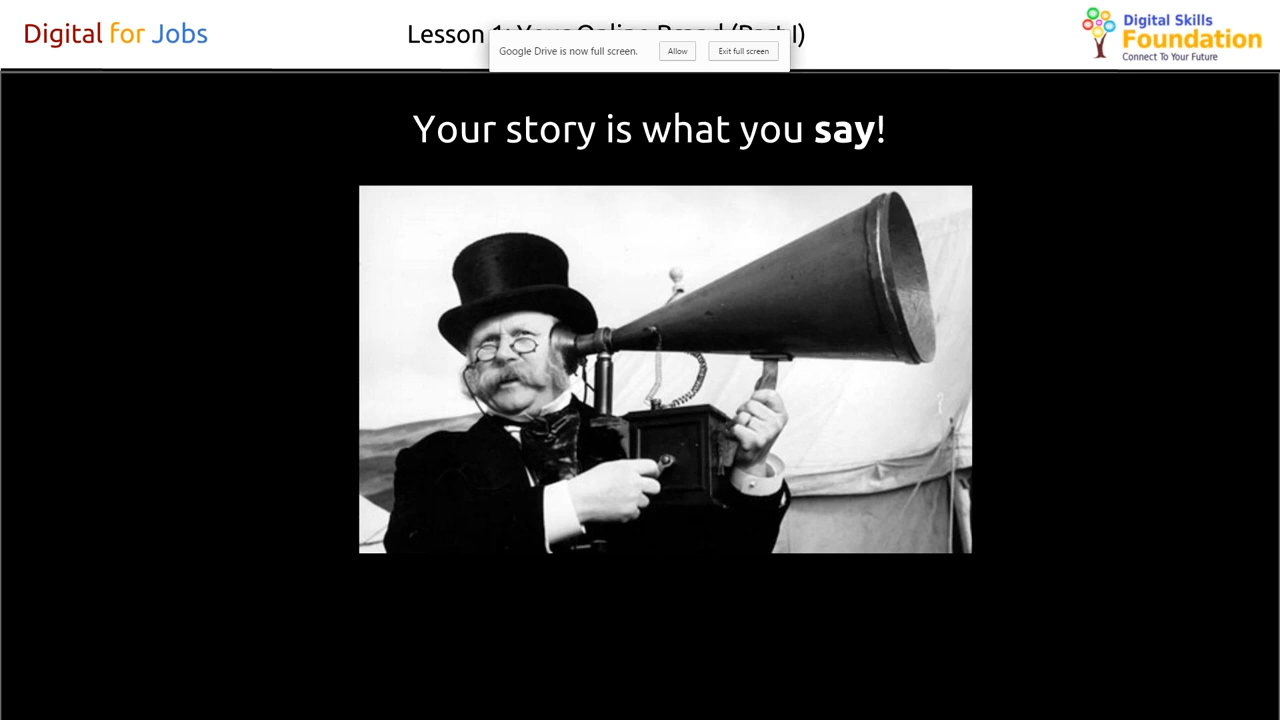 Digital for Jobs
Lesson 1: Your Online Brand (Part I)
Google Drive is now full screen.
Allow
Exit full screen
Digital Skills
Foundation
Connect To Your Future
Your story is what you say!